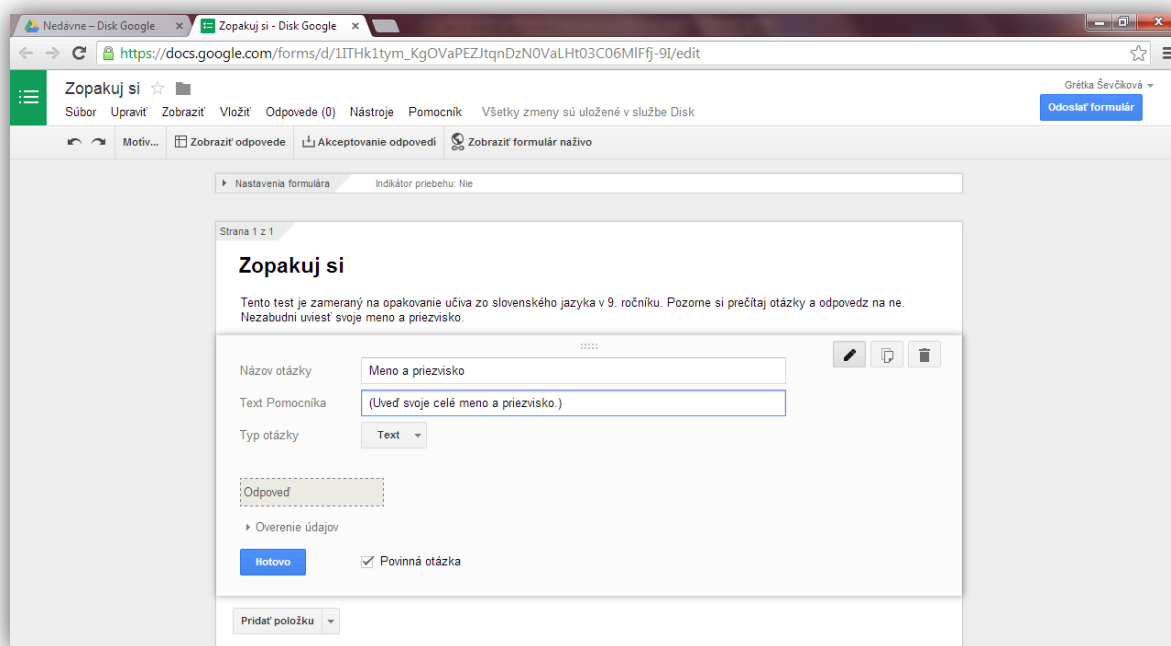 Nedávne – Disk Google
Zopakuj si - Disk Google
https://docs.google.com/forms/d/1ITHk1tym_KgOVaPEZJtqnDzN0VaLHt03C06MlFfj-9I/edit
Zopakuj si
Grétka Ševčíková
Súbor Upraviť Zobraziť Vložiť Odpovede (0) Nástroje Pomocník Všetky zmeny sú uložené v službe Disk
Odoslať formulár
Motív... Zobraziť odpovede Akceptovanie odpovedí Zobraziť formulár naživo
Nastavenia formulára Indikátor priebehu: Nie
Strana 1 z 1
Zopakuj si
Tento test je zameraný na opakovanie učiva zo slovenského jazyka v 9. ročníku. Pozorne si prečítaj otázky a odpovedz na ne.
Nezabudni uviesť svoje meno a priezvisko.
Názov otázky Meno a priezvisko
Text Pomocníka (Uveď svoje celé meno a priezvisko.)
Typ otázky Text
Odpoveď
Overenie údajov
Hotovo Povinná otázka
Pridať položku